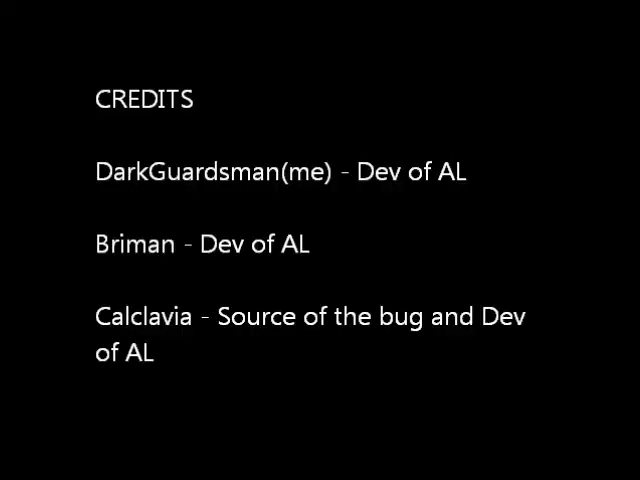 CREDITS
DarkGuardsman(me) - Dev of AL
Briman - Dev of AL
Calclavia - Source of the bug and Dev
of AL